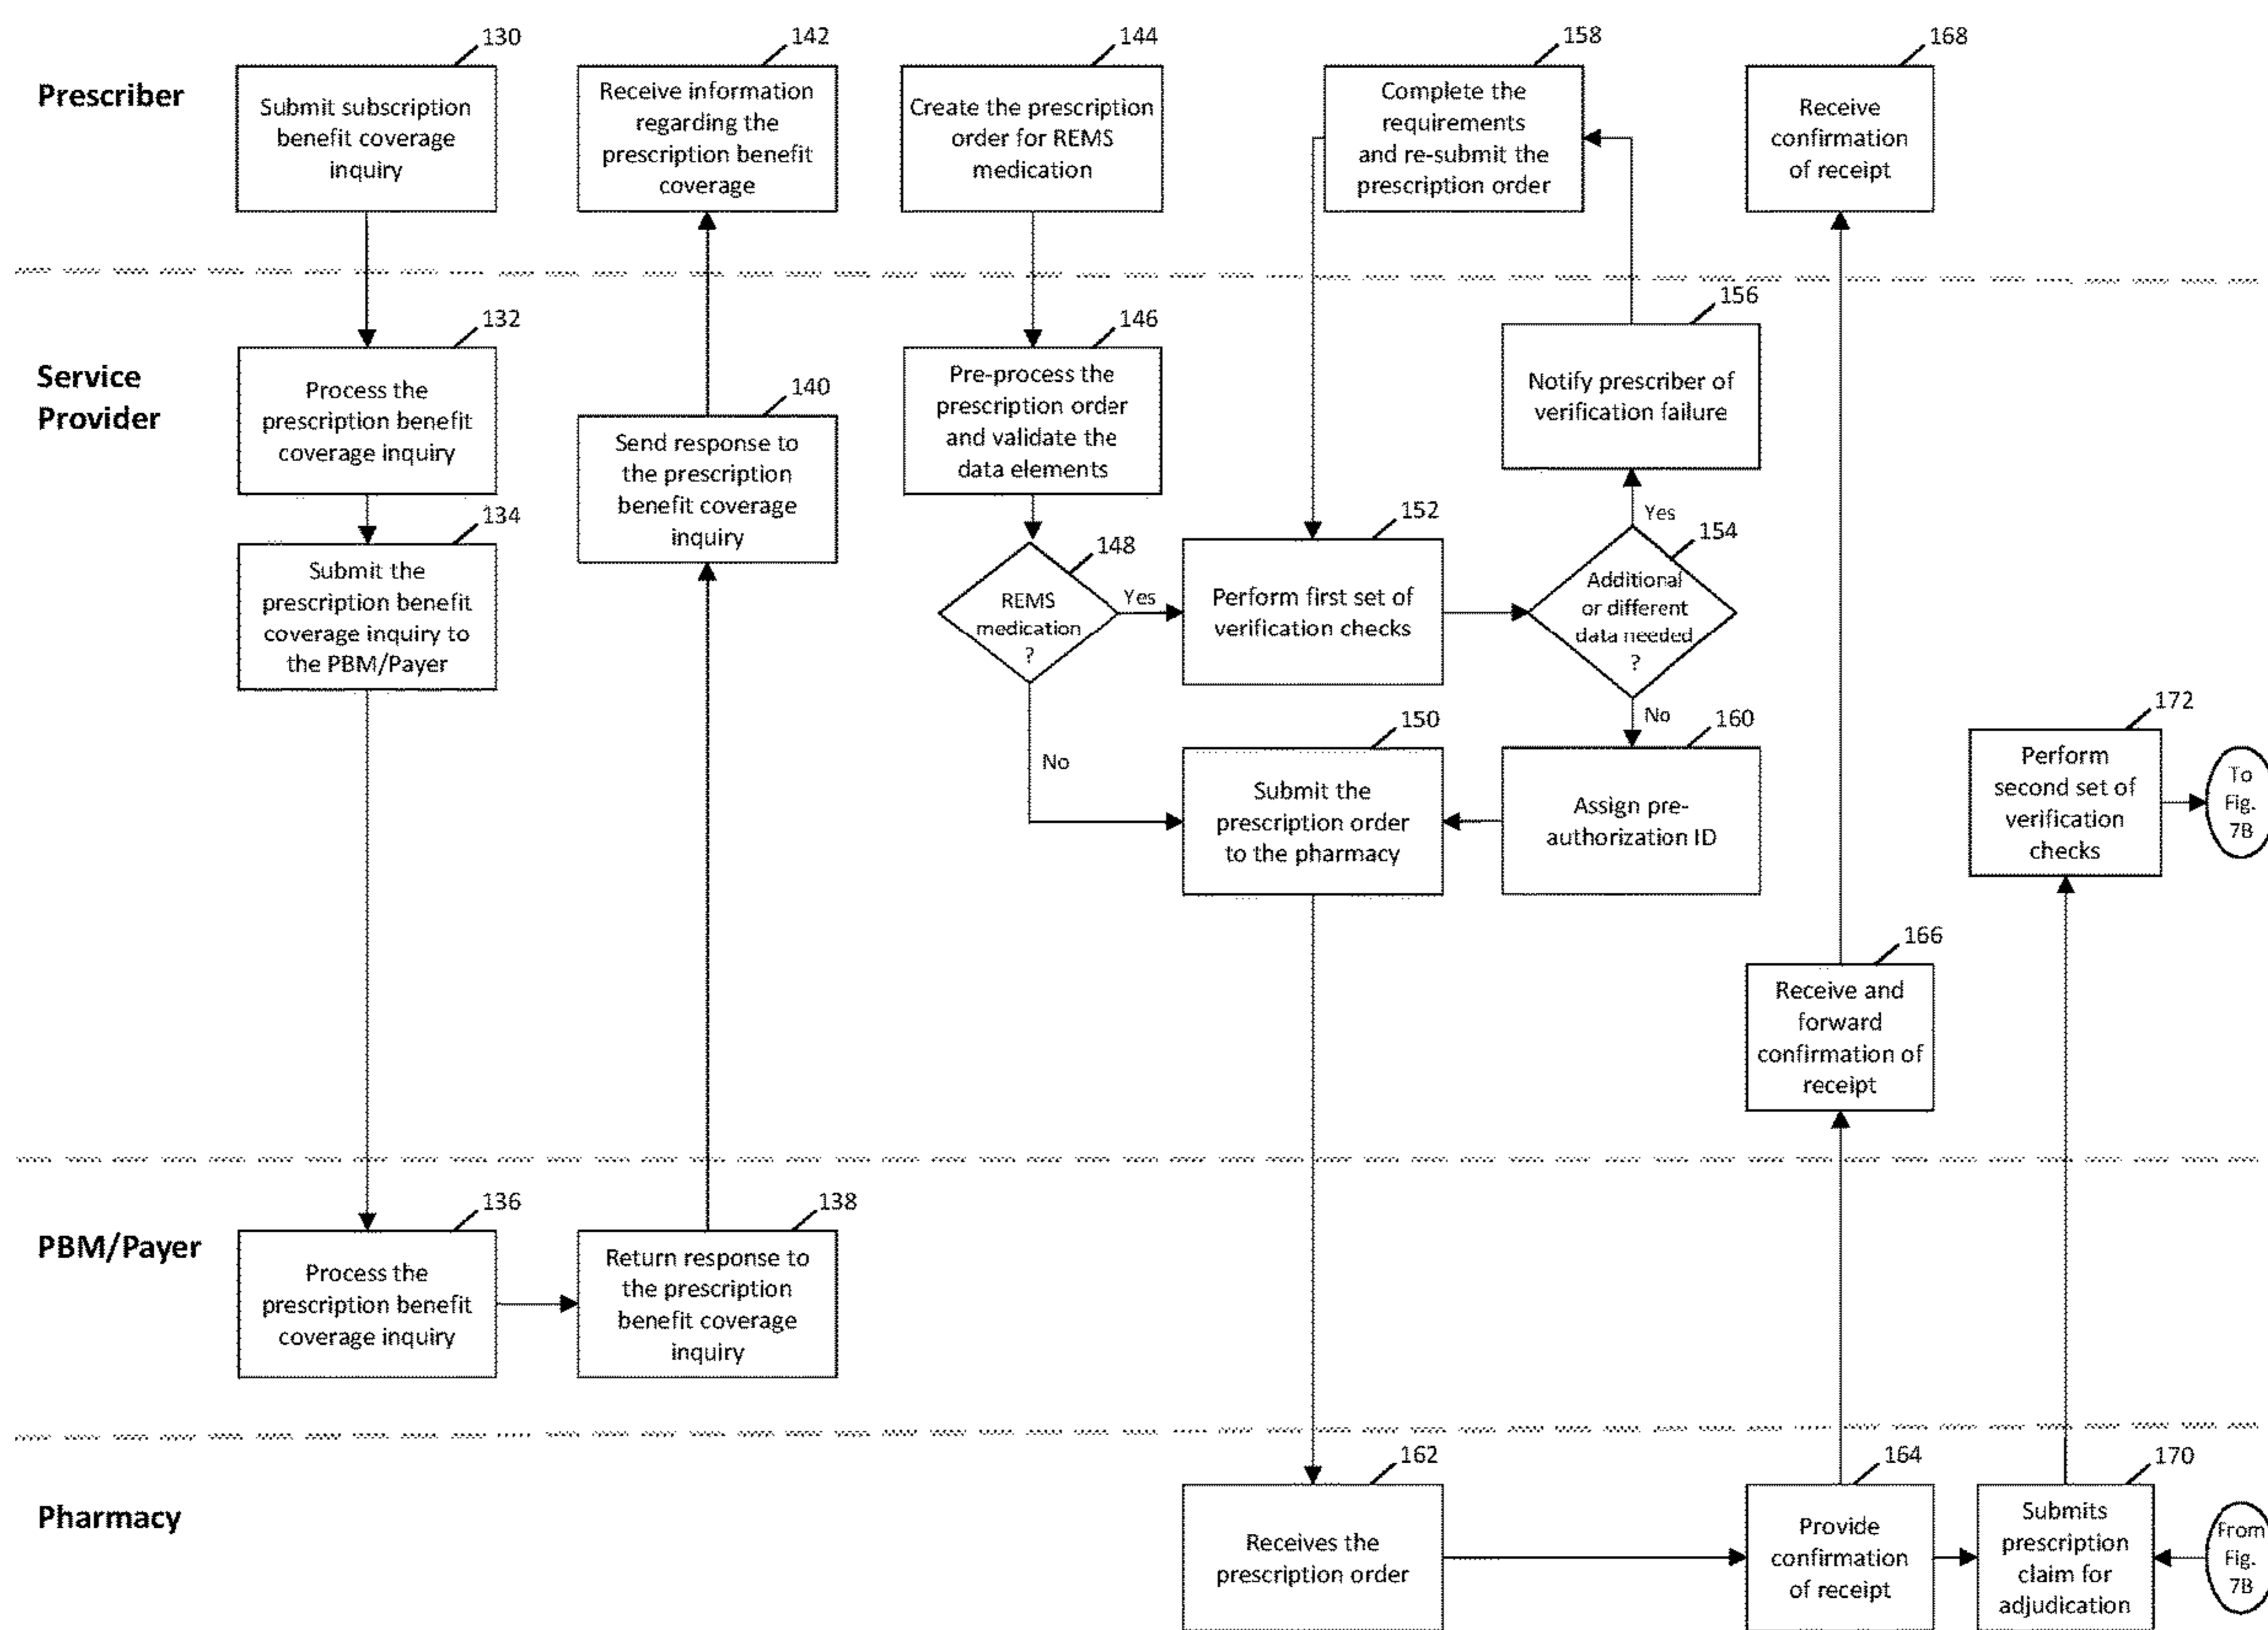 130
142
144
158
168
Prescriber
Submit subscription
benefit coverage
inquiry
Receive information
regarding the
prescription benefit
coverage
Create the prescription
order for REMS
medication
Complete the
requirements
and re-submit the
prescription order
Receive
confirmation
of receipt
Service
Provider
132
Process the
prescription benefit
coverage inquiry
140
Send response to
the prescription
benefit coverage
inquiry
146
Pre-process the
prescription order
and validate the
data elements
156
Notify prescriber of
verification failure
134
Submit the
prescription benefit
coverage inquiry to
the PBM/Payer
148
REMS
medication
?
Yes
No
152
Perform first set of
verification checks
Yes
154
Additional
or different
data needed
?
No
150
Submit the
prescription order
to the pharmacy
160
Assign pre-
authorization ID
172
Perform
second set of
verification
checks
To
Fig.
7B
166
Receive and
forward
confirmation of
receipt
PBM/Payer
136
Process the
prescription benefit
coverage inquiry
138
Return response to
the prescription
benefit coverage
inquiry
Pharmacy
162
Receives the
prescription order
164
Provide
confirmation
of receipt
170
Submits
prescription
claim for
adjudication
From
Fig.
7B